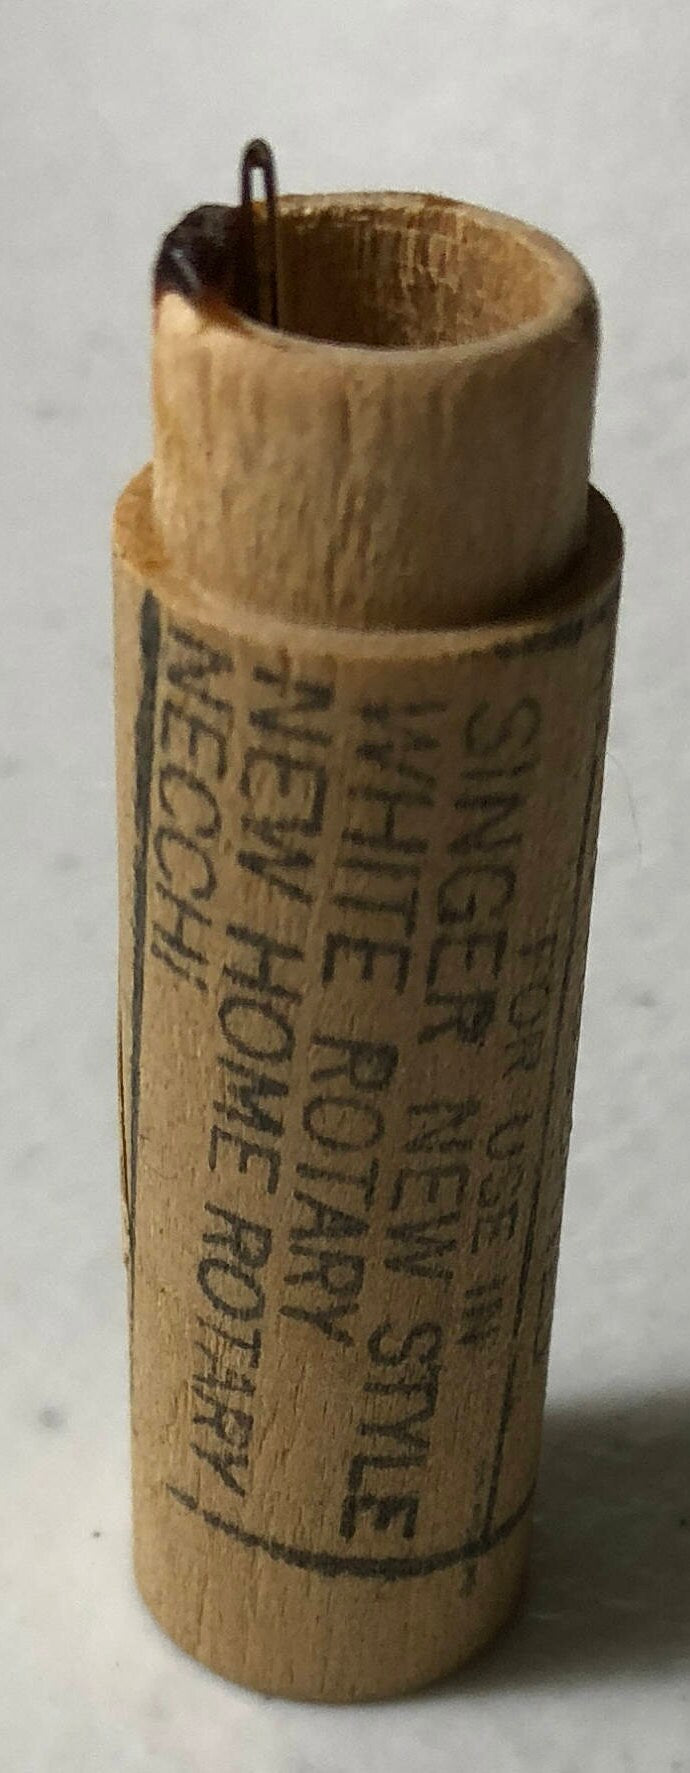 FOR USE IN
SINGER NEW STYLE
WHITE ROTARY
NEW HOME ROTARY
NECCHI